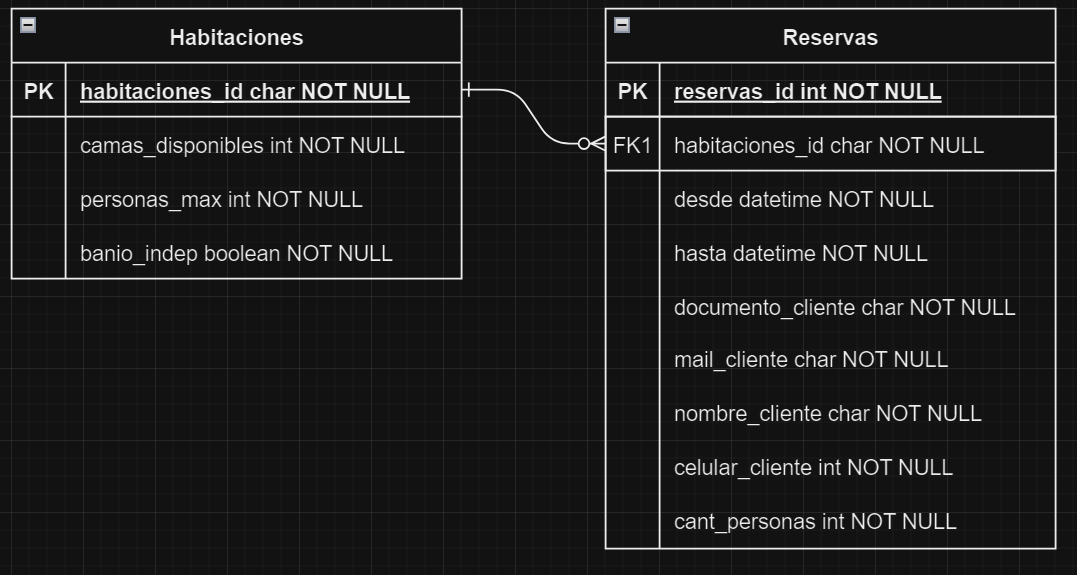 Habitaciones
PK habitaciones_id char NOT NULL
camas_disponibles int NOT NULL
personas_max int NOT NULL
banio_indep boolean NOT NULL
Reservas
PK reservas_id int NOT NULL
FK1 habitaciones_id char NOT NULL
desde datetime NOT NULL
hasta datetime NOT NULL
documento_cliente char NOT NULL
mail_cliente char NOT NULL
nombre_cliente char NOT NULL
celular_cliente int NOT NULL
cant_personas int NOT NULL